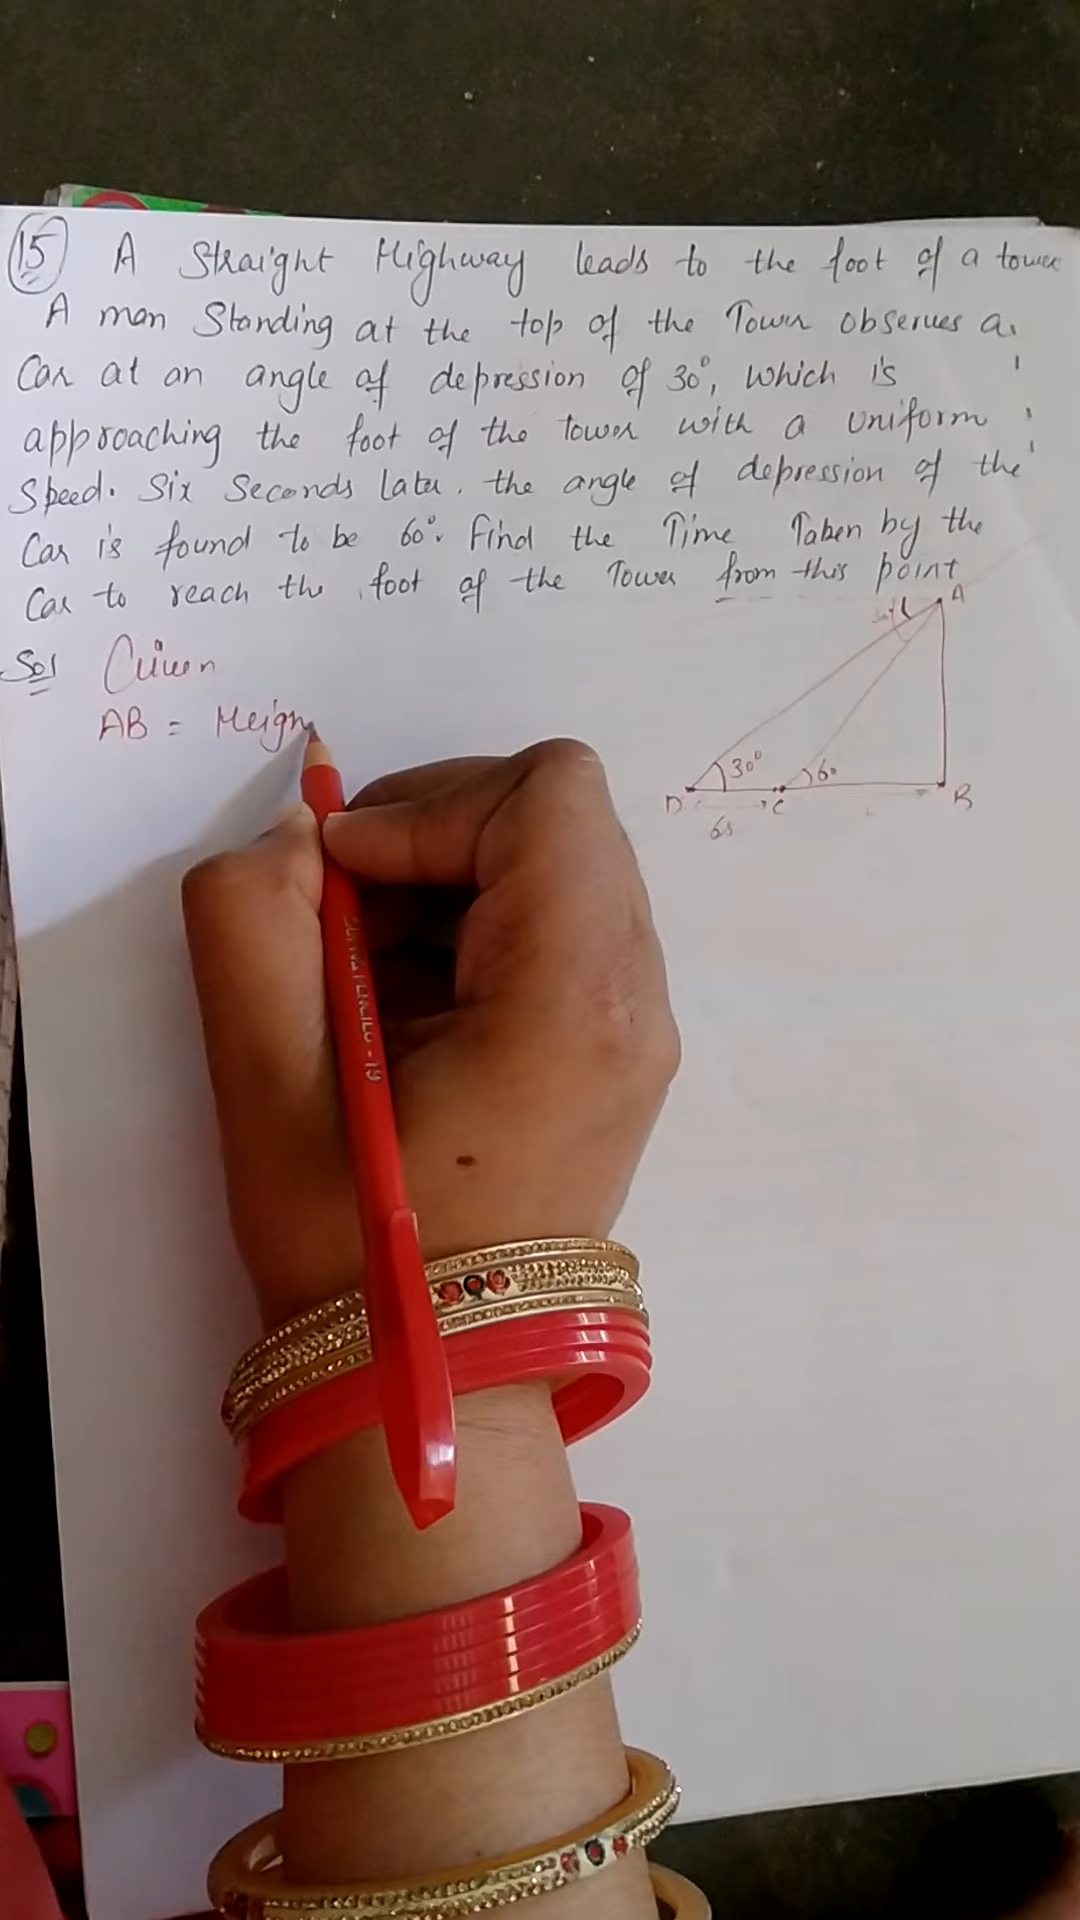 15 A Straight Highway leads to the foot of a tower
A man Standing at the top of the Tower observes a
Car at an angle of depression of 30°, which is
approaching the foot of the tower with a uniform
Speed. Six Seconds later, the angle of depression of the
Car is found to be 60°. Find the Time Taken by the
Car to reach the foot of the Tower from this point
Sol Given
AB = Heigh
A
30°
30° 60
D C B
6s